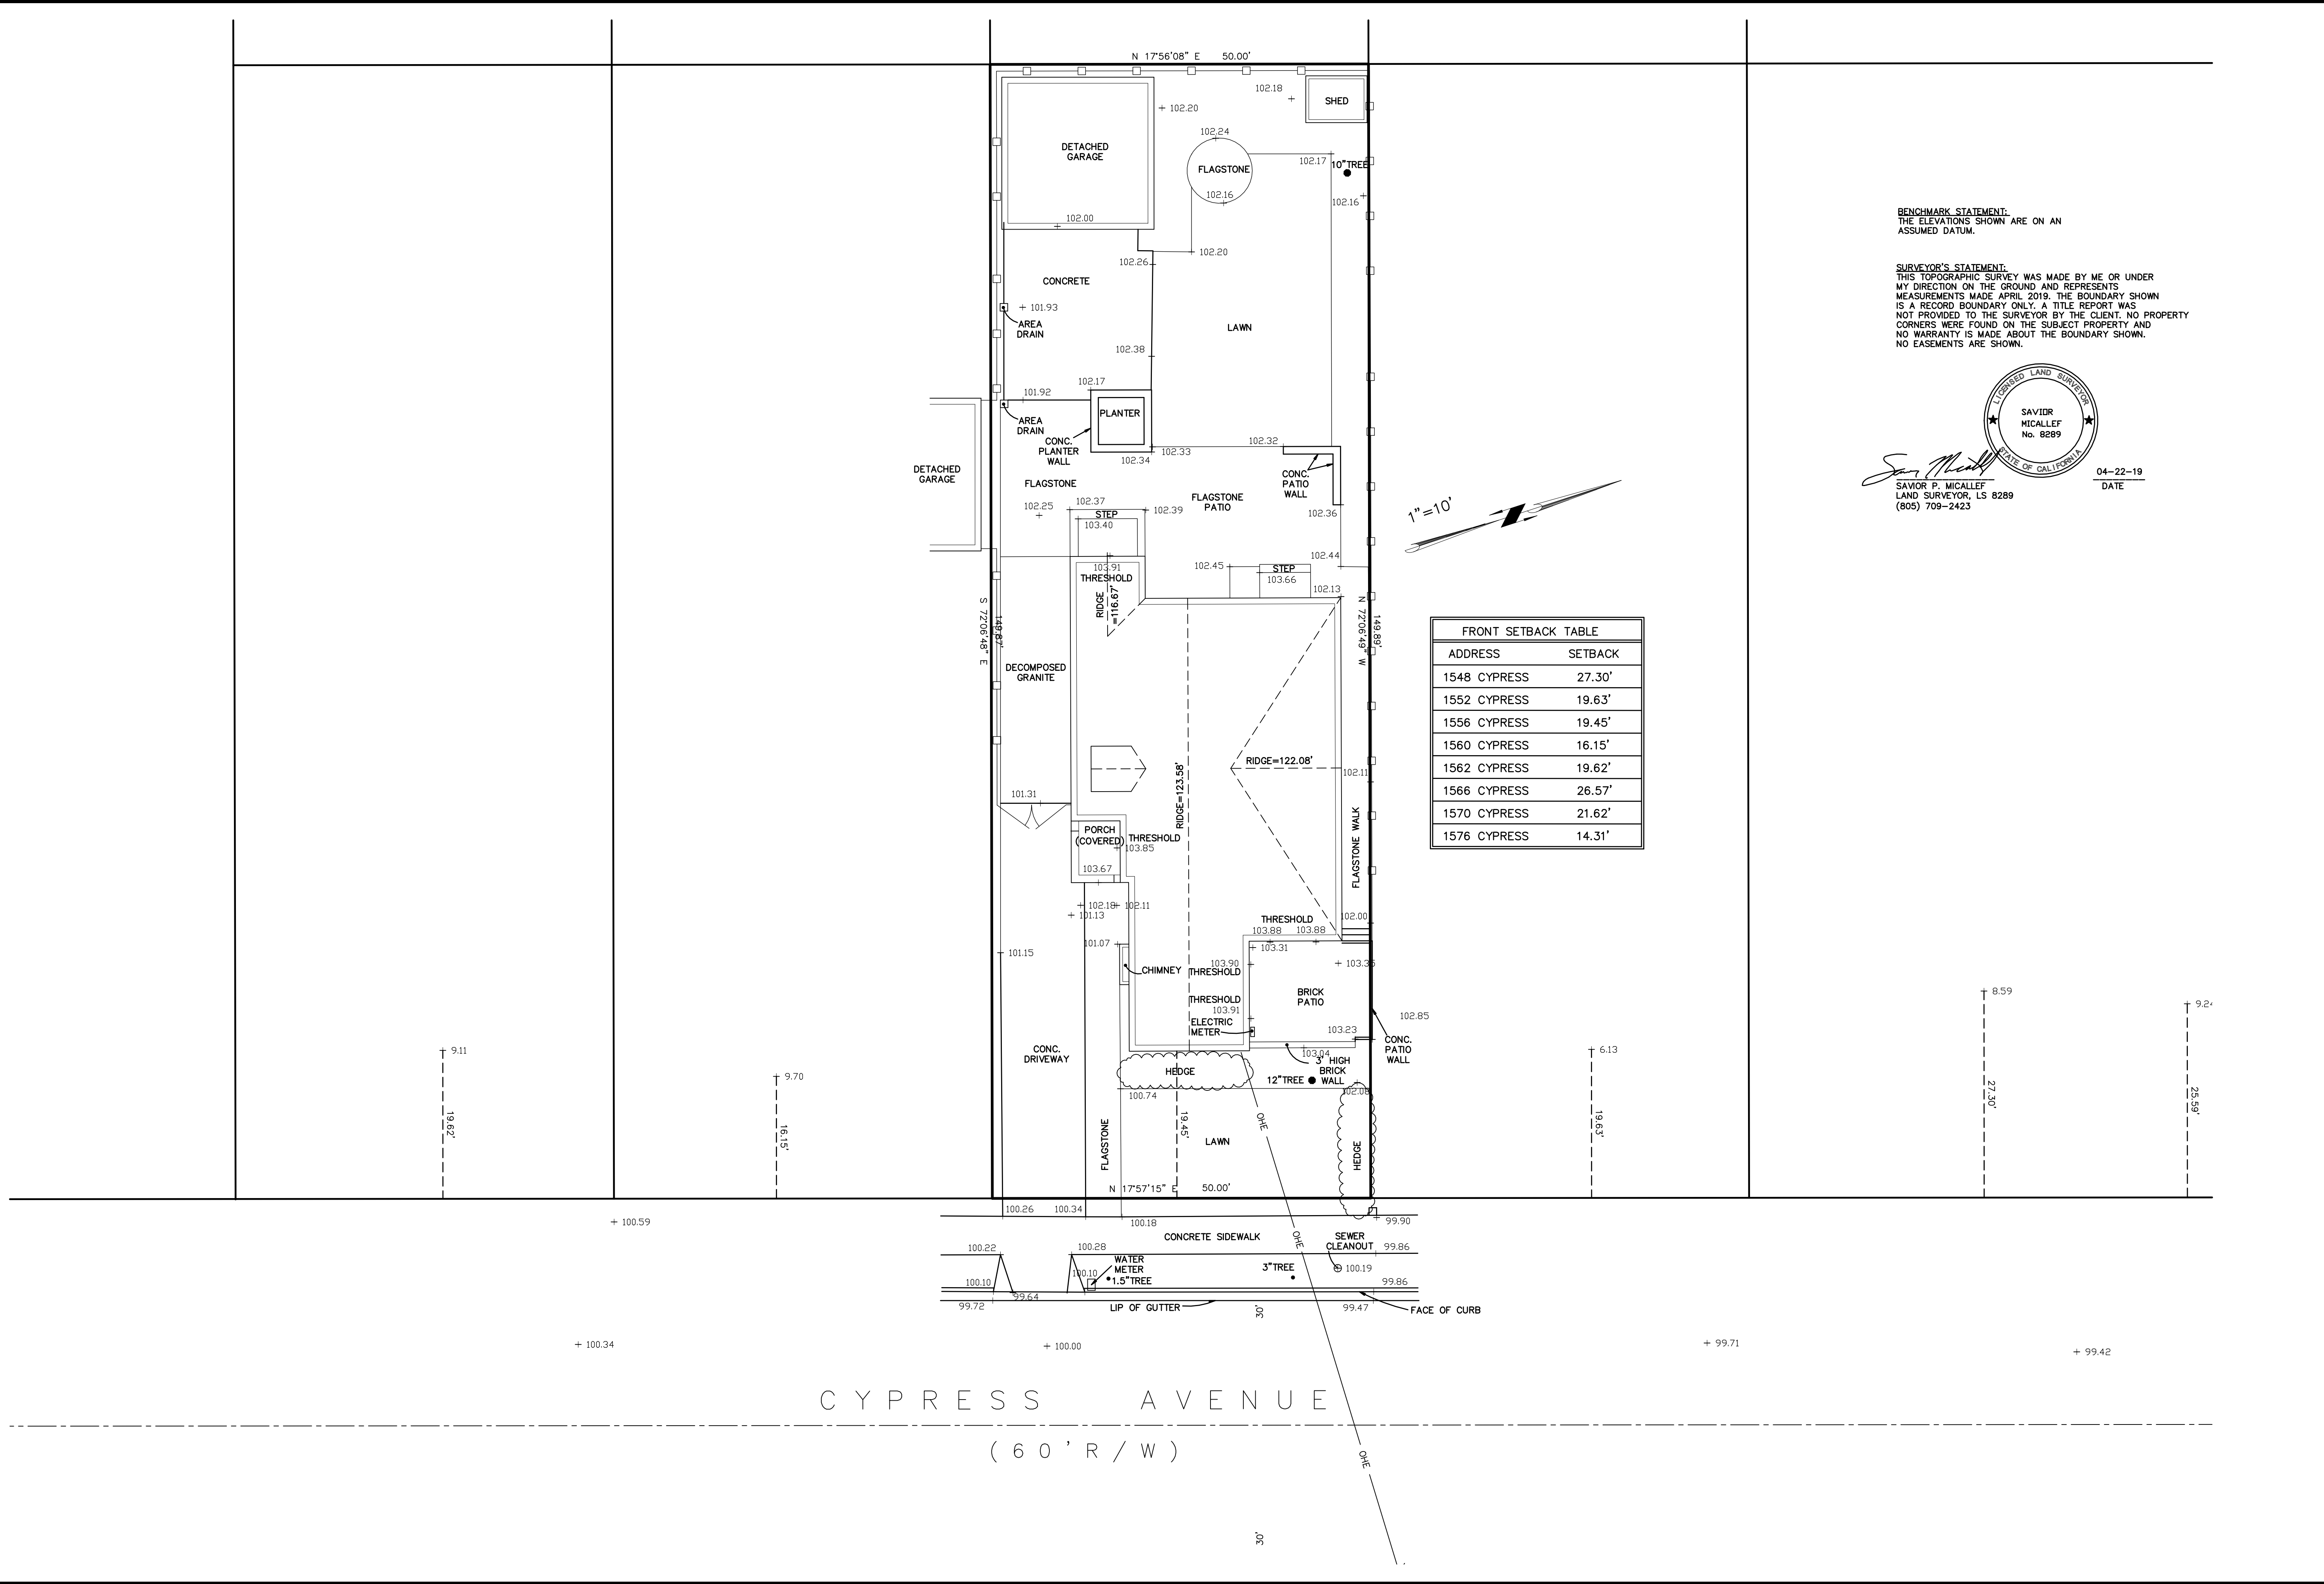 N 17°56'08" E 50.00'
102.18
SHED
102.20
102.24
DETACHED
GARAGE
FLAGSTONE
102.17
10"TREE
102.16
102.16
102.00
102.20
102.26
CONCRETE
101.93
AREA
DRAIN
LAWN
102.38
102.17
101.92
PLANTER
AREA
DRAIN
CONC.
PLANTER
WALL
102.32
102.33
102.34
DETACHED
GARAGE
FLAGSTONE
CONC.
PATIO
WALL
FLAGSTONE
PATIO
102.25
102.37
102.39
STEP
103.40
102.36
1"=10'
102.44
102.45
STEP
103.66
103.91
THRESHOLD
RIDGE
=116.67'
102.13
S 72°06'48" E
149.87'
N 72°06'49" W
149.89'
DECOMPOSED
GRANITE
RIDGE=123.58'
RIDGE=122.08'
102.11
101.31
PORCH
(COVERED)
THRESHOLD
103.85
103.67
FLAGSTONE WALK
102.18
102.11
101.13
102.00
THRESHOLD
103.88
103.88
101.07
103.31
101.15
CHIMNEY
103.90
THRESHOLD
103.36
BRICK
PATIO
THRESHOLD
103.91
ELECTRIC
METER
102.85
103.23
CONC.
PATIO
WALL
CONC.
DRIVEWAY
103.04
3' HIGH
BRICK
WALL
HEDGE
12"TREE
102.08
100.74
FLAGSTONE
19.45'
LAWN
OHE
HEDGE
N 17°57'15" E 50.00'
9.11
19.62'
9.70
16.15'
6.13
19.63'
8.59
27.30'
9.24
25.59'
100.26
100.34
100.18
99.90
100.59
CONCRETE SIDEWALK
OHE
SEWER
CLEANOUT
99.86
100.22
100.28
WATER
METER
100.10
100.10
1.5"TREE
3"TREE
100.19
99.86
99.64
99.72
LIP OF GUTTER
30'
99.47
FACE OF CURB
100.34
100.00
99.71
99.42
CYPRESS AVENUE
(60'R/W)
OHE
30'
BENCHMARK STATEMENT:
THE ELEVATIONS SHOWN ARE ON AN
ASSUMED DATUM.
SURVEYOR'S STATEMENT:
THIS TOPOGRAPHIC SURVEY WAS MADE BY ME OR UNDER
MY DIRECTION ON THE GROUND AND REPRESENTS
MEASUREMENTS MADE APRIL 2019. THE BOUNDARY SHOWN
IS A RECORD BOUNDARY ONLY. A TITLE REPORT WAS
NOT PROVIDED TO THE SURVEYOR BY THE CLIENT. NO PROPERTY
CORNERS WERE FOUND ON THE SUBJECT PROPERTY AND
NO WARRANTY IS MADE ABOUT THE BOUNDARY SHOWN.
NO EASEMENTS ARE SHOWN.
LICENSED LAND SURVEYOR
SAVIOR
MICALLEF
No. 8289
STATE OF CALIFORNIA
04-22-19
DATE
SAVIOR P. MICALLEF
LAND SURVEYOR, LS 8289
(805) 709-2423
FRONT SETBACK TABLE
ADDRESS SETBACK
1548 CYPRESS 27.30'
1552 CYPRESS 19.63'
1556 CYPRESS 19.45'
1560 CYPRESS 16.15'
1562 CYPRESS 19.62'
1566 CYPRESS 26.57'
1570 CYPRESS 21.62'
1576 CYPRESS 14.31'